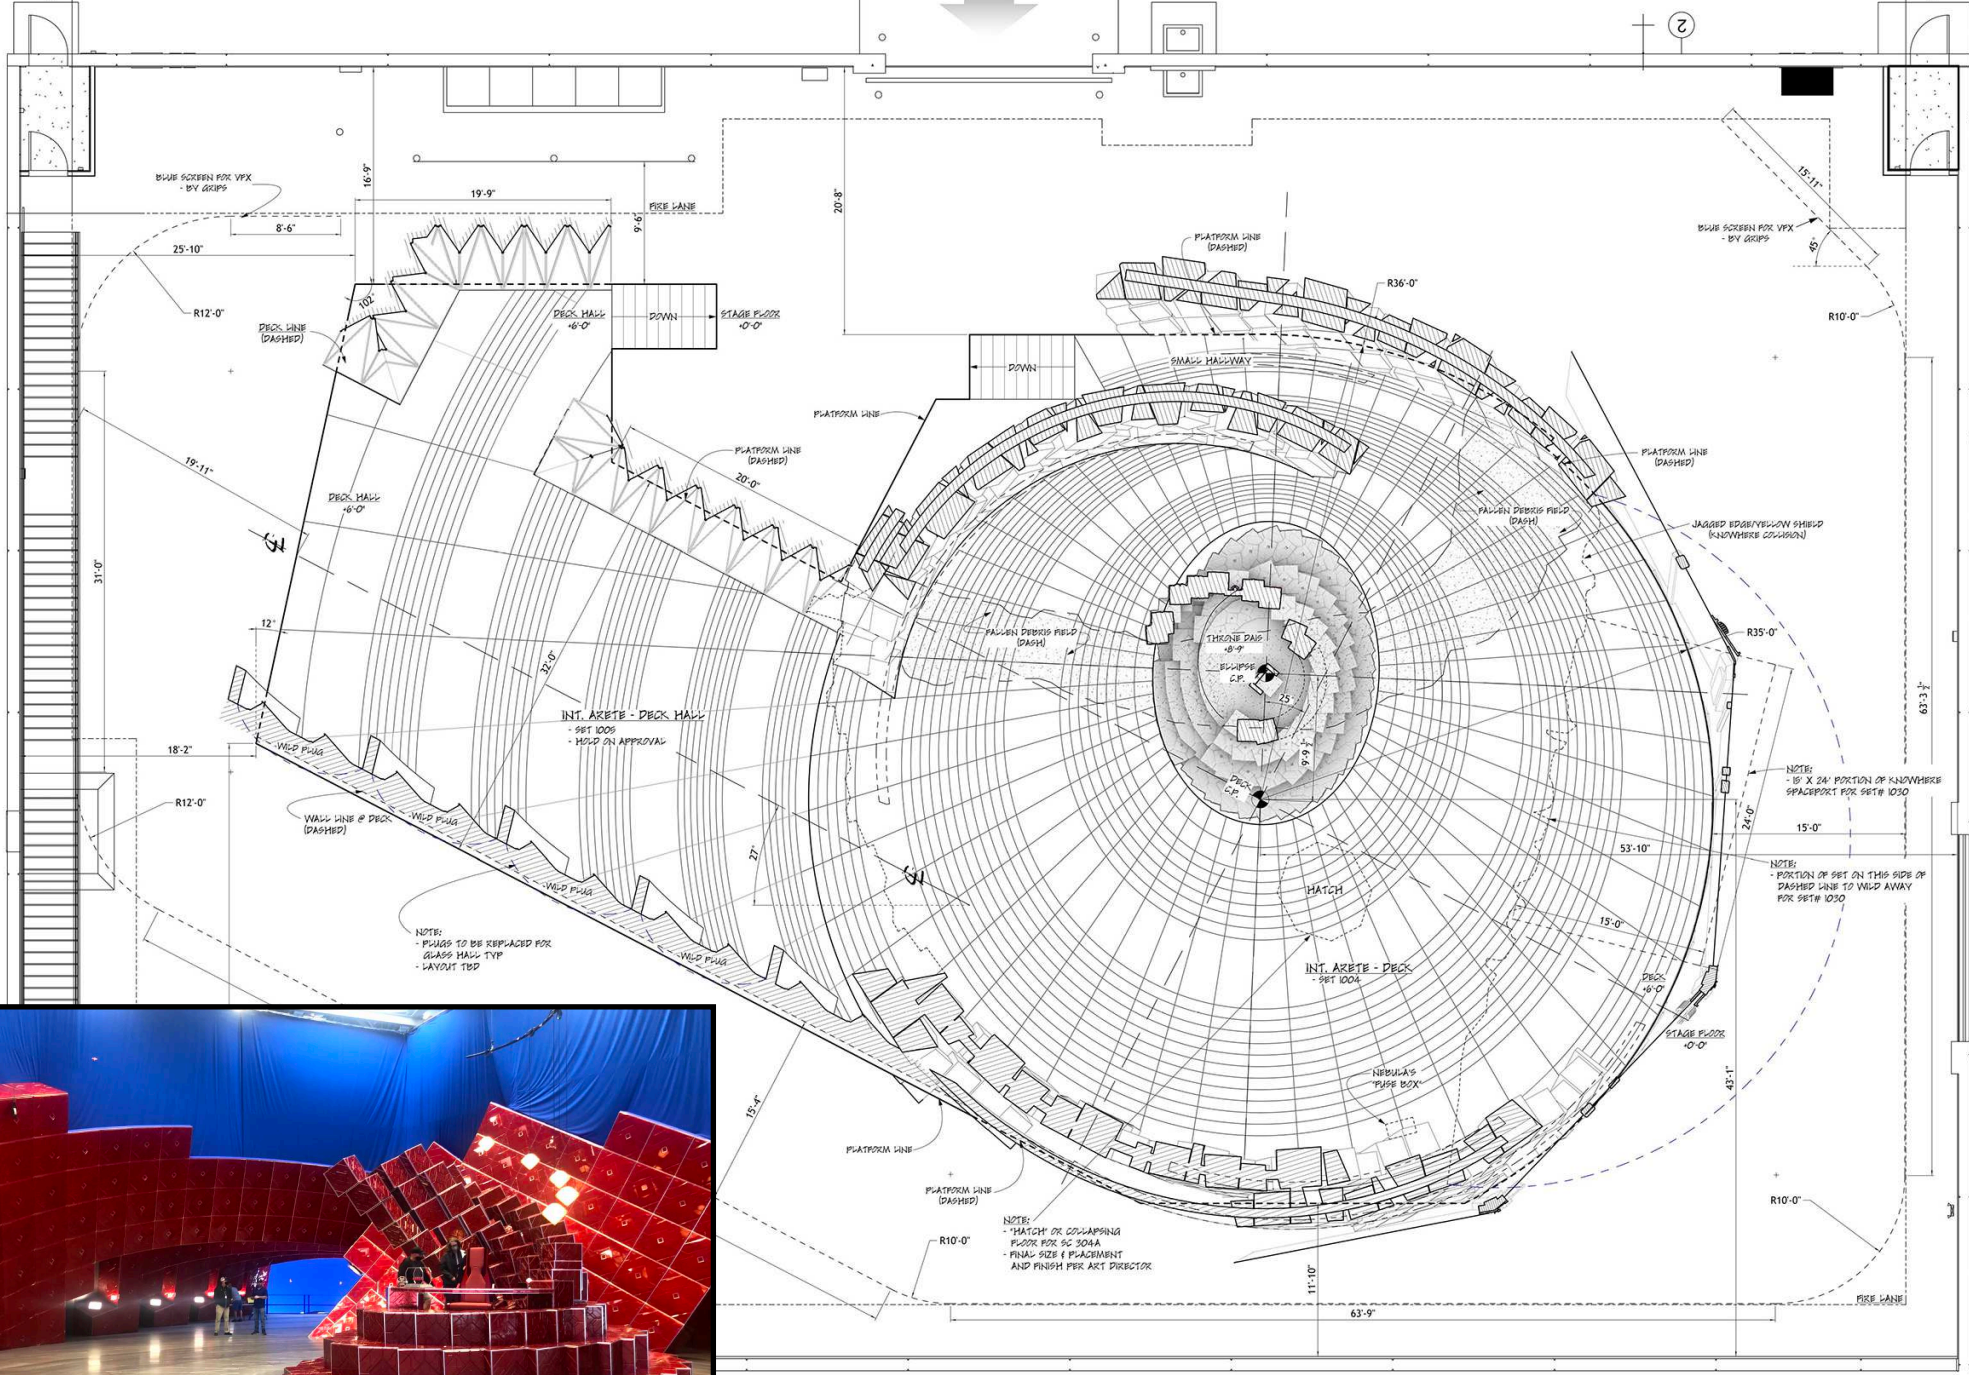 2
BLUE SCREEN FOR VFX
- BY GRIPS
16'-9"
19'-9"
FIRE LANE
9'-6"
20'-8"
8'-6"
25'-10"
R12'-0"
102°
DECK LINE
(DASHED)
DECK HALL
+6'-0"
DOWN
STAGE FLOOR
+0'-0"
PLATFORM LINE
(DASHED)
R36'-0"
15'-11"
BLUE SCREEN FOR VFX
- BY GRIPS
45°
R10'-0"
SMALL HALLWAY
DOWN
PLATFORM LINE
PLATFORM LINE
(DASHED)
20'-0"
19'-11"
DECK HALL
+6'-0"
31'-0"
PLATFORM LINE
(DASHED)
FALLEN DEBRIS FIELD
(DASH)
JAGGED EDGE/YELLOW SHIELD
(KNOWHERE COLLISION)
12"
32'-0"
FALLEN DEBRIS FIELD
(DASH)
THRONE DAIS
+8'-9"
ELLIPSE
C.P.
25°
R35'-0"
63'-3 1/2"
INT. ARETE - DECK HALL
- SET 1005
- HOLD ON APPROVAL
WILD PLUG
18'-2"
9'-9 1/2"
DECK
C.P.
NOTE:
- 15' X 24' PORTION OF KNOWHERE
SPACEPORT FOR SET# 1030
24'-0"
R12'-0"
WALL LINE @ DECK
(DASHED)
WILD PLUG
15'-0"
53'-10"
27°
NOTE:
- PORTION OF SET ON THIS SIDE OF
DASHED LINE TO WILD AWAY
FOR SET# 1030
WILD PLUG
HATCH
15'-0"
NOTE:
- PLUGS TO BE REPLACED FOR
GLASS HALL TYP
- LAYOUT TBD
WILD PLUG
INT. ARETE - DECK
- SET 1004
DECK
+6'-0"
STAGE FLOOR
+0'-0"
NEBULA'S
"FUSE BOX"
43'-1"
15'-4"
PLATFORM LINE
PLATFORM LINE
(DASHED)
R10'-0"
NOTE:
- "HATCH" OR COLLAPSING
FLOOR FOR SC 304A
- FINAL SIZE & PLACEMENT
AND FINISH PER ART DIRECTOR
R10'-0"
11'-10"
63'-9"
FIRE LANE